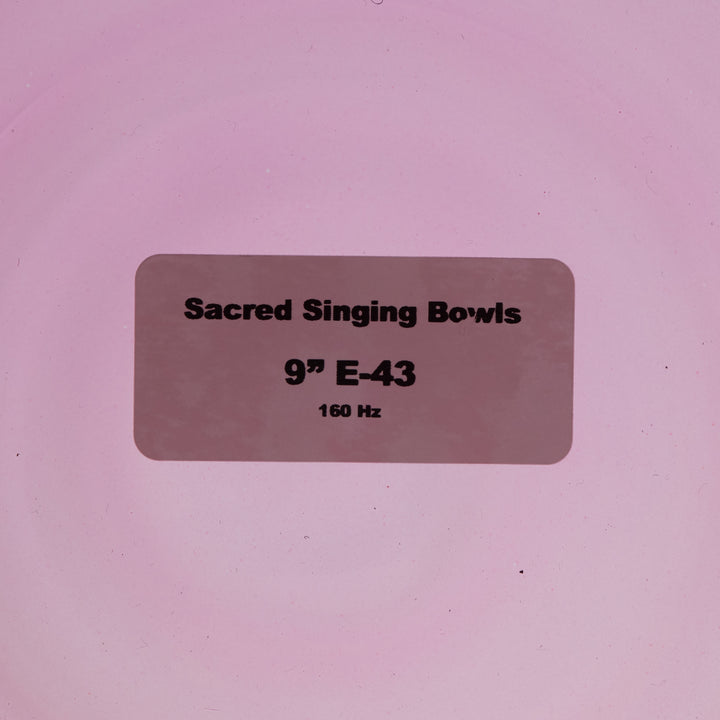 Sacred Singing Bowls
9” E-43
160 Hz